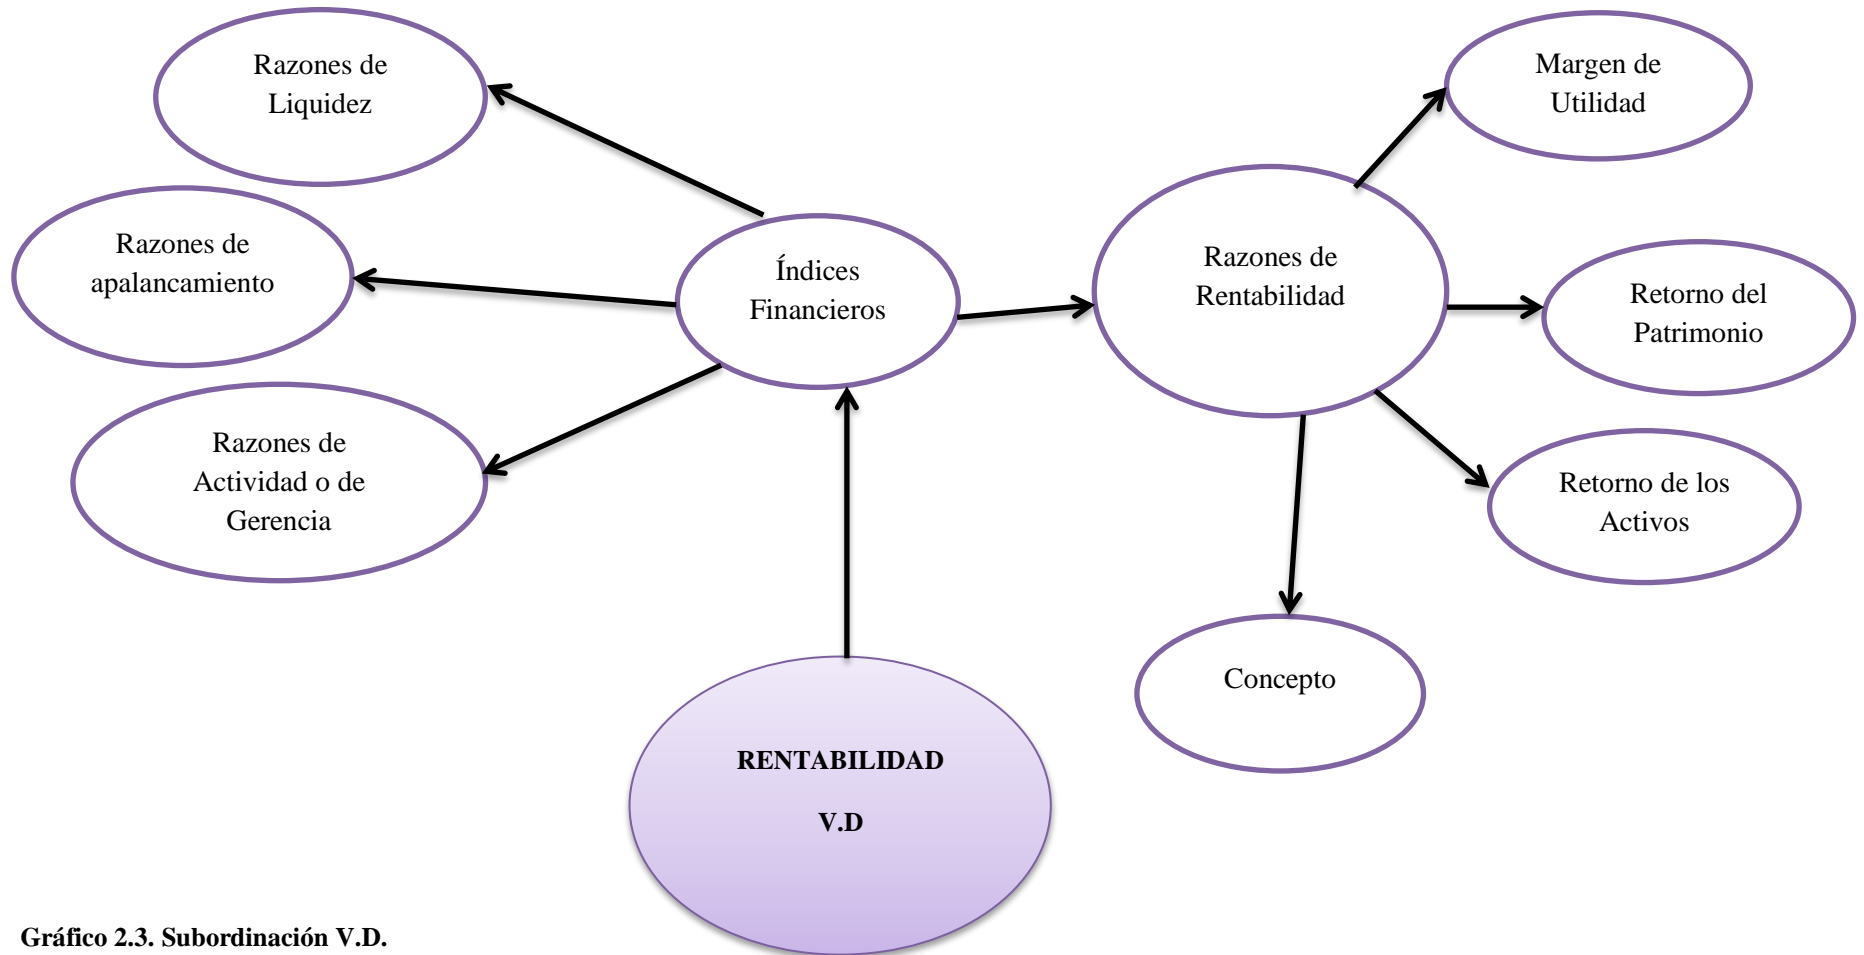 Razones de
Liquidez
Razones de
apalancamiento
Razones de
Actividad o de
Gerencia
Índices
Financieros
Razones de
Rentabilidad
Margen de
Utilidad
Retorno del
Patrimonio
Retorno de los
Activos
Concepto
RENTABILIDAD
V.D
Gráfico 2.3. Subordinación V.D.